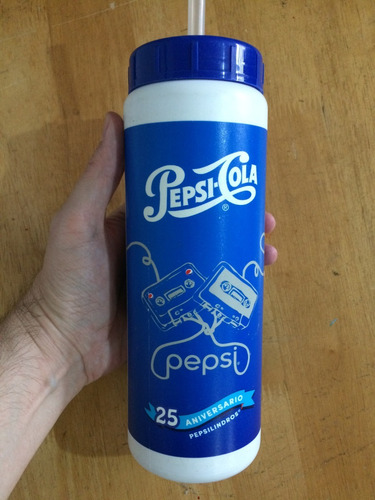 PEPSI-COLA
®
pepsi
25 ANIVERSARIO
PEPSILINDROS